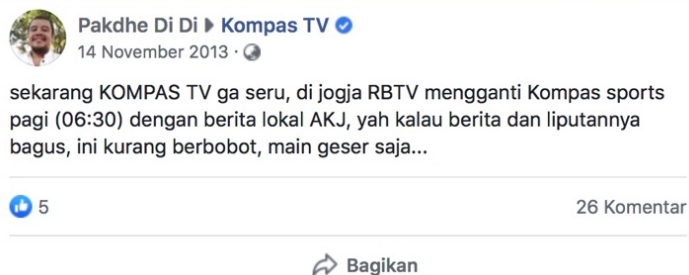 Pakdhe Di Di Kompas TV
14 November 2013 ·
sekarang KOMPAS TV ga seru, di jogja RBTV mengganti Kompas sports
pagi (06:30) dengan berita lokal AKJ, yah kalau berita dan liputannya
bagus, ini kurang berbobot, main geser saja...
5 26 Komentar
Bagikan